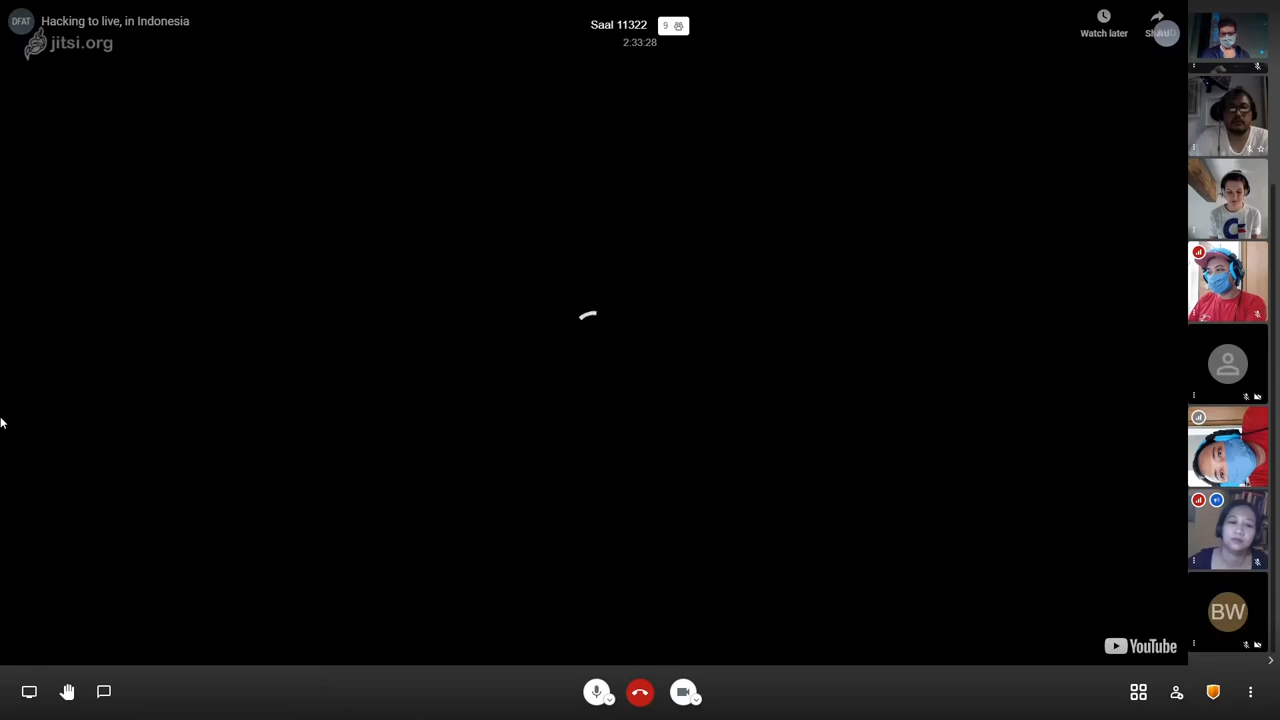 DFAT
Hacking to live, in Indonesia
jitsi.org
Saal 11322
9
2:33:28
Watch later
BW
YouTube